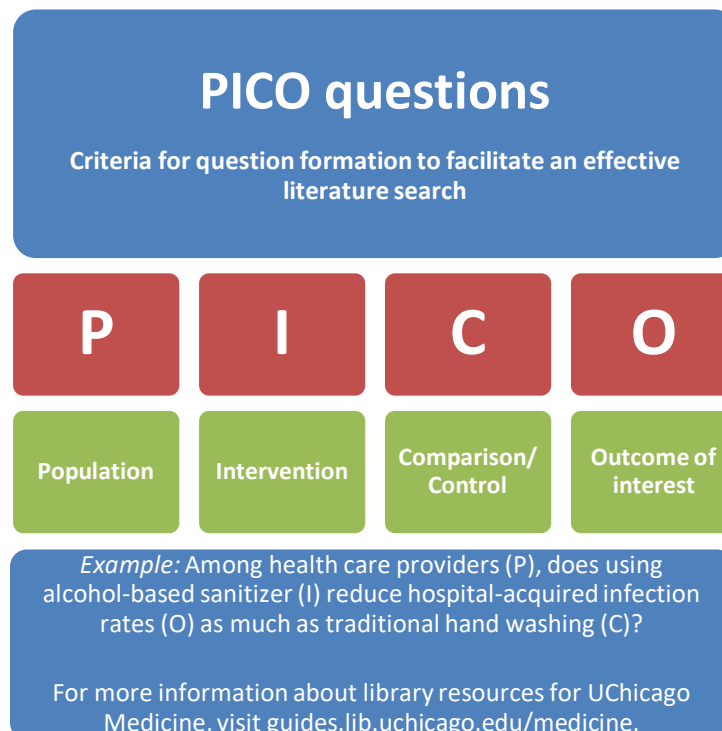 PICO questions
Criteria for question formation to facilitate an effective
literature search
P
I
C
O
Population
Intervention
Comparison/
Control
Outcome of
interest
Example: Among health care providers (P), does using
alcohol-based sanitizer (I) reduce hospital-acquired infection
rates (O) as much as traditional hand washing (C)?
For more information about library resources for UChicago
Medicine, visit guides.lib.uchicago.edu/medicine.